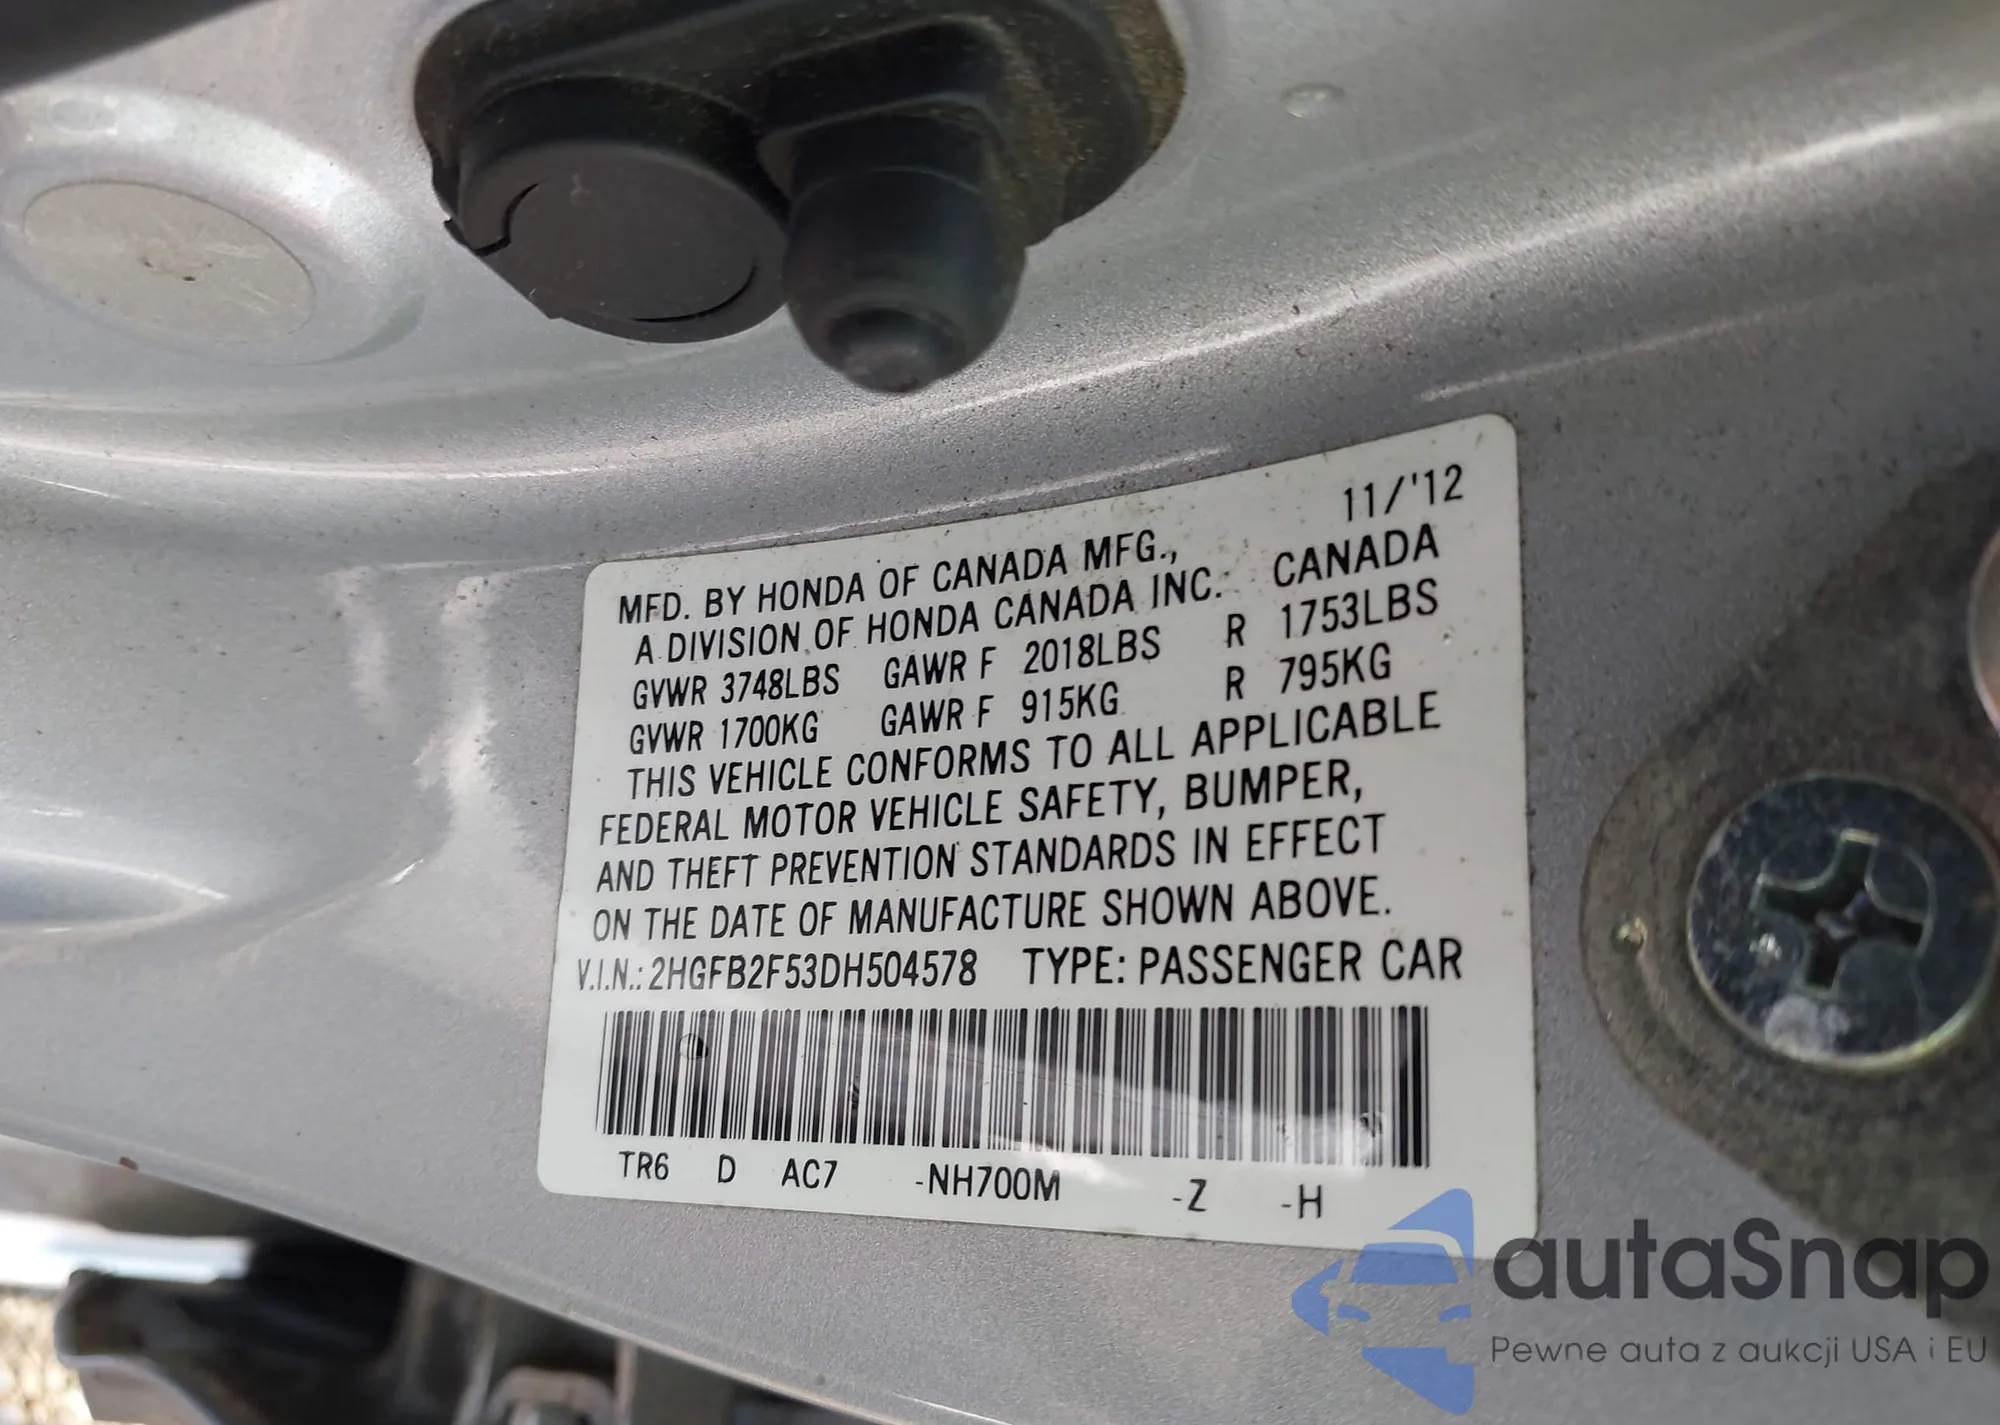 11/'12
MFD. BY HONDA OF CANADA MFG.,
A DIVISION OF HONDA CANADA INC. CANADA
GVWR 3748LBS GAWR F 2018LBS R 1753LBS
GVWR 1700KG GAWR F 915KG R 795KG
THIS VEHICLE CONFORMS TO ALL APPLICABLE
FEDERAL MOTOR VEHICLE SAFETY, BUMPER,
AND THEFT PREVENTION STANDARDS IN EFFECT
ON THE DATE OF MANUFACTURE SHOWN ABOVE.
V.I.N.: 2HGFB2F53DH504578 TYPE: PASSENGER CAR
TR6 D AC7 -NH700M -Z -H
autaSnap
Pewne auta z aukcji USA i EU